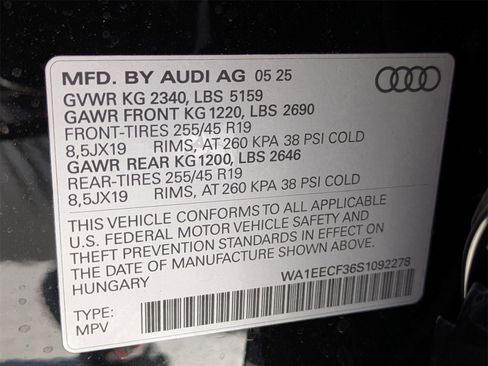 MFD. BY AUDI AG 05 25
GVWR KG 2340, LBS 5159
GAWR FRONT KG 1220, LBS 2690
FRONT-TIRES 255/45 R19
8,5JX19 RIMS, AT 260 KPA 38 PSI COLD
GAWR REAR KG 1200, LBS 2646
REAR-TIRES 255/45 R19
8,5JX19 RIMS, AT 260 KPA 38 PSI COLD
THIS VEHICLE CONFORMS TO ALL APPLICABLE
U.S. FEDERAL MOTOR VEHICLE SAFETY AND
THEFT PREVENTION STANDARDS IN EFFECT ON
THE DATE OF MANUFACTURE SHOWN ABOVE.
HUNGARY
WA1EECF36S1092278
TYPE:
MPV